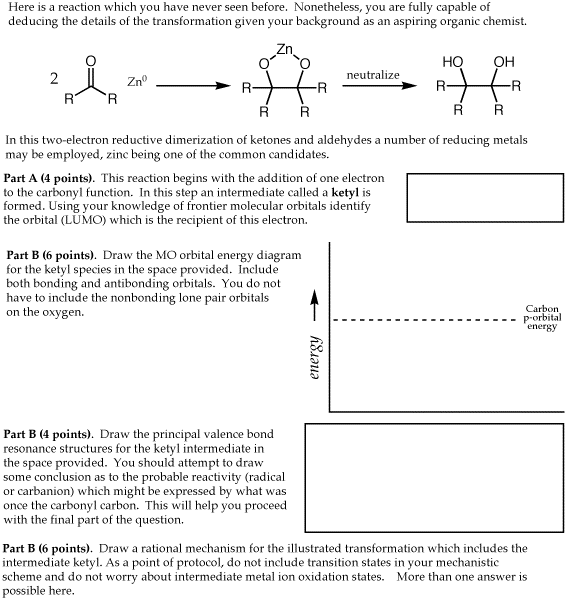 Here is a reaction which you have never seen before.  Nonetheless, you are fully capable of
deducing the details of the transformation given your background as an aspiring organic chemist.
2 O R R Zn⁰ Zn O O R R R R neutralize HO OH R R R R
In this two-electron reductive dimerization of ketones and aldehydes a number of reducing metals
may be employed, zinc being one of the common candidates.
Part A (4 points).  This reaction begins with the addition of one electron
to the carbonyl function.  In this step an intermediate called a ketyl is
formed. Using your knowledge of frontier molecular orbitals identify
the orbital (LUMO) which is the recipient of this electron.
Part B (6 points).  Draw the MO orbital energy diagram
for the ketyl species in the space provided.  Include
both bonding and antibonding orbitals.  You do not
have to include the nonbonding lone pair orbitals
on the oxygen.
energy
Carbon
p-orbital
energy
Part B (4 points).  Draw the principal valence bond
resonance structures for the ketyl intermediate in
the space provided.  You should attempt to draw
some conclusion as to the probable reactivity (radical
or carbanion) which might be expressed by what was
once the carbonyl carbon.  This will help you proceed
with the final part of the question.
Part B (6 points).  Draw a rational mechanism for the illustrated transformation which includes the
intermediate ketyl. As a point of protocol, do not include transition states in your mechanistic
scheme and do not worry about intermediate metal ion oxidation states.   More than one answer is
possible here.